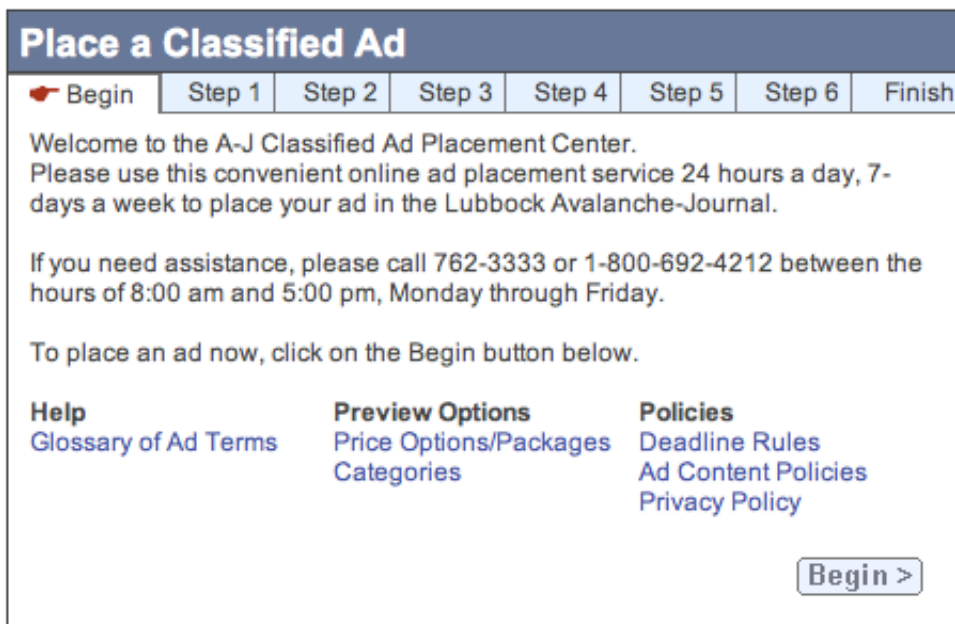 Place a Classified Ad
Begin Step 1 Step 2 Step 3 Step 4 Step 5 Step 6 Finish
Welcome to the A-J Classified Ad Placement Center.
Please use this convenient online ad placement service 24 hours a day, 7-
days a week to place your ad in the Lubbock Avalanche-Journal.
If you need assistance, please call 762-3333 or 1-800-692-4212 between the
hours of 8:00 am and 5:00 pm, Monday through Friday.
To place an ad now, click on the Begin button below.
Help Preview Options Policies
Glossary of Ad Terms Price Options/Packages Deadline Rules
Categories Ad Content Policies
Privacy Policy
Begin >